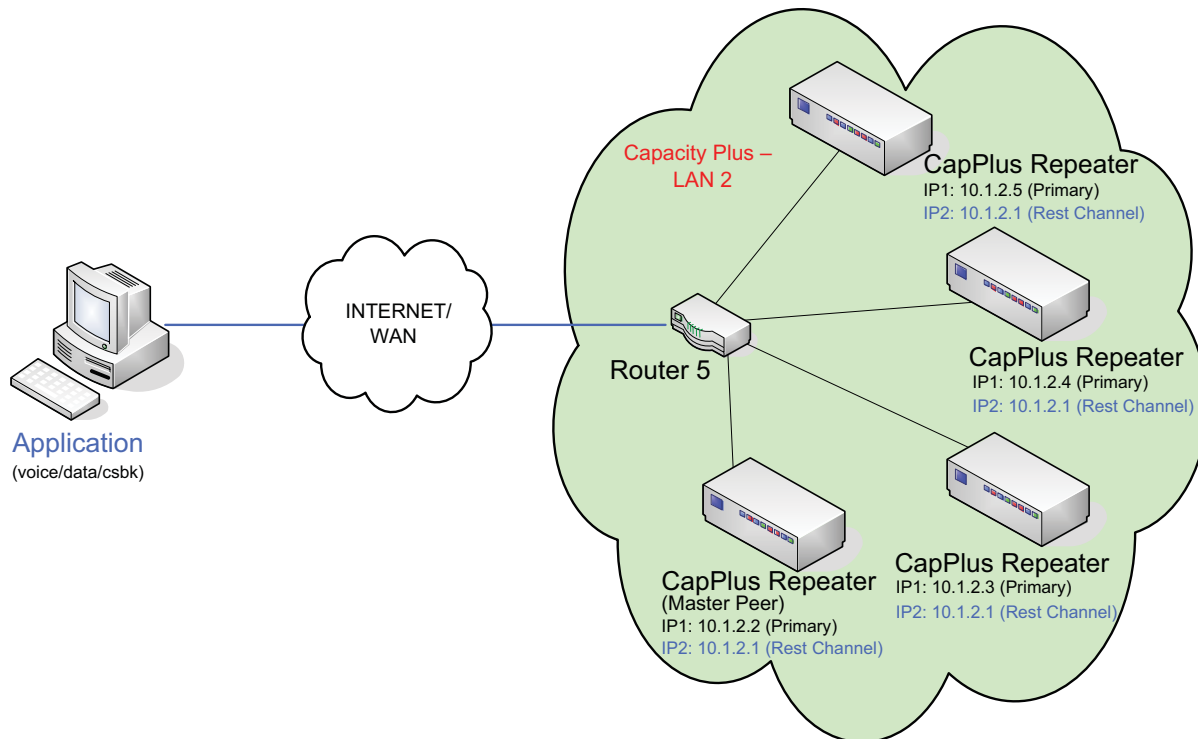 Capacity Plus –
LAN 2
CapPlus Repeater
IP1: 10.1.2.5 (Primary)
IP2: 10.1.2.1 (Rest Channel)
INTERNET/
WAN
Router 5
CapPlus Repeater
IP1: 10.1.2.4 (Primary)
IP2: 10.1.2.1 (Rest Channel)
Application
(voice/data/csbk)
CapPlus Repeater
(Master Peer)
IP1: 10.1.2.2 (Primary)
IP2: 10.1.2.1 (Rest Channel)
CapPlus Repeater
IP1: 10.1.2.3 (Primary)
IP2: 10.1.2.1 (Rest Channel)